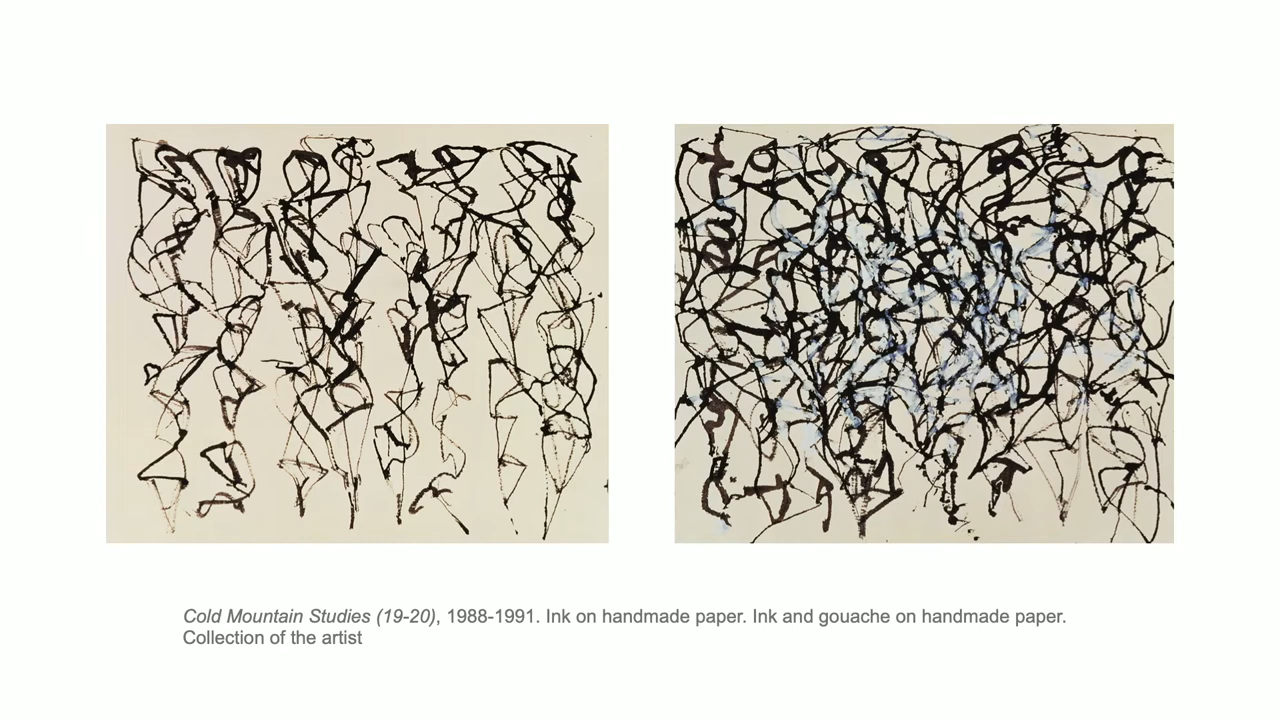 Cold Mountain Studies (19-20), 1988-1991. Ink on handmade paper. Ink and gouache on handmade paper.
Collection of the artist